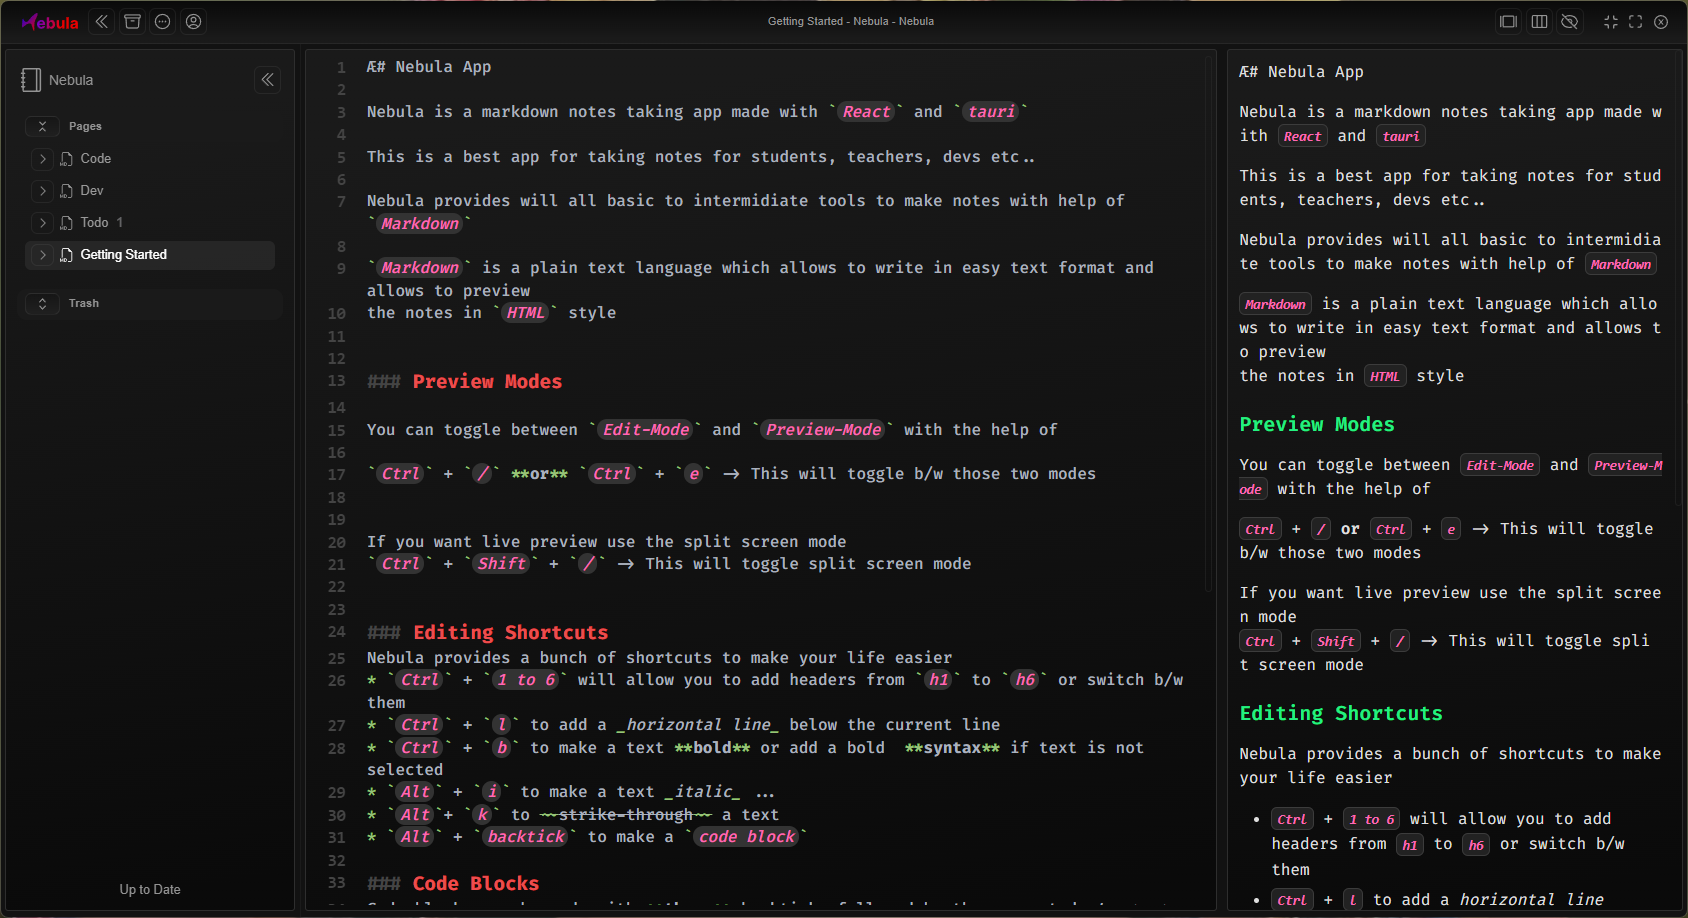 Nebula
Getting Started - Nebula - Nebula
Nebula
Pages
Code
Dev
Todo 1
Getting Started
Trash
Up to Date
1 Æ# Nebula App
2
3 Nebula is a markdown notes taking app made with `React` and `tauri`
4
5 This is a best app for taking notes for students, teachers, devs etc..
6
7 Nebula provides will all basic to intermidiate tools to make notes with help of
`Markdown`
8
9 `Markdown` is a plain text language which allows to write in easy text format and
allows to preview
10 the notes in `HTML` style
11
12
13 ### Preview Modes
14
15 You can toggle between `Edit-Mode` and `Preview-Mode` with the help of
16
17 `Ctrl` + `/` **or** `Ctrl` + `e` -> This will toggle b/w those two modes
18
19
20 If you want live preview use the split screen mode
21 `Ctrl` + `Shift` + `/` -> This will toggle split screen mode
22
23
24 ### Editing Shortcuts
25 Nebula provides a bunch of shortcuts to make your life easier
26 * `Ctrl` + `1 to 6` will allow you to add headers from `h1` to `h6` or switch b/w
them
27 * `Ctrl` + `l` to add a _horizontal line_ below the current line
28 * `Ctrl` + `b` to make a text **bold** or add a bold  **syntax** if text is not
selected
29 * `Alt` + `i` to make a text _italic_ ...
30 * `Alt`+ `k` to ~~strike-through~~ a text
31 * `Alt` + `backtick` to make a `code block`
32
33 ### Code Blocks
Æ# Nebula App
Nebula is a markdown notes taking app made w
ith React and tauri
This is a best app for taking notes for stud
ents, teachers, devs etc..
Nebula provides will all basic to intermidia
te tools to make notes with help of Markdown
Markdown is a plain text language which allo
ws to write in easy text format and allows t
o preview
the notes in HTML style
Preview Modes
You can toggle between Edit-Mode and Preview-M
ode with the help of
Ctrl + / or Ctrl + e -> This will toggle
b/w those two modes
If you want live preview use the split scree
n mode
Ctrl + Shift + / -> This will toggle spli
t screen mode
Editing Shortcuts
Nebula provides a bunch of shortcuts to make
your life easier
• Ctrl + 1 to 6 will allow you to add
headers from h1 to h6 or switch b/w
them
• Ctrl + l to add a horizontal line